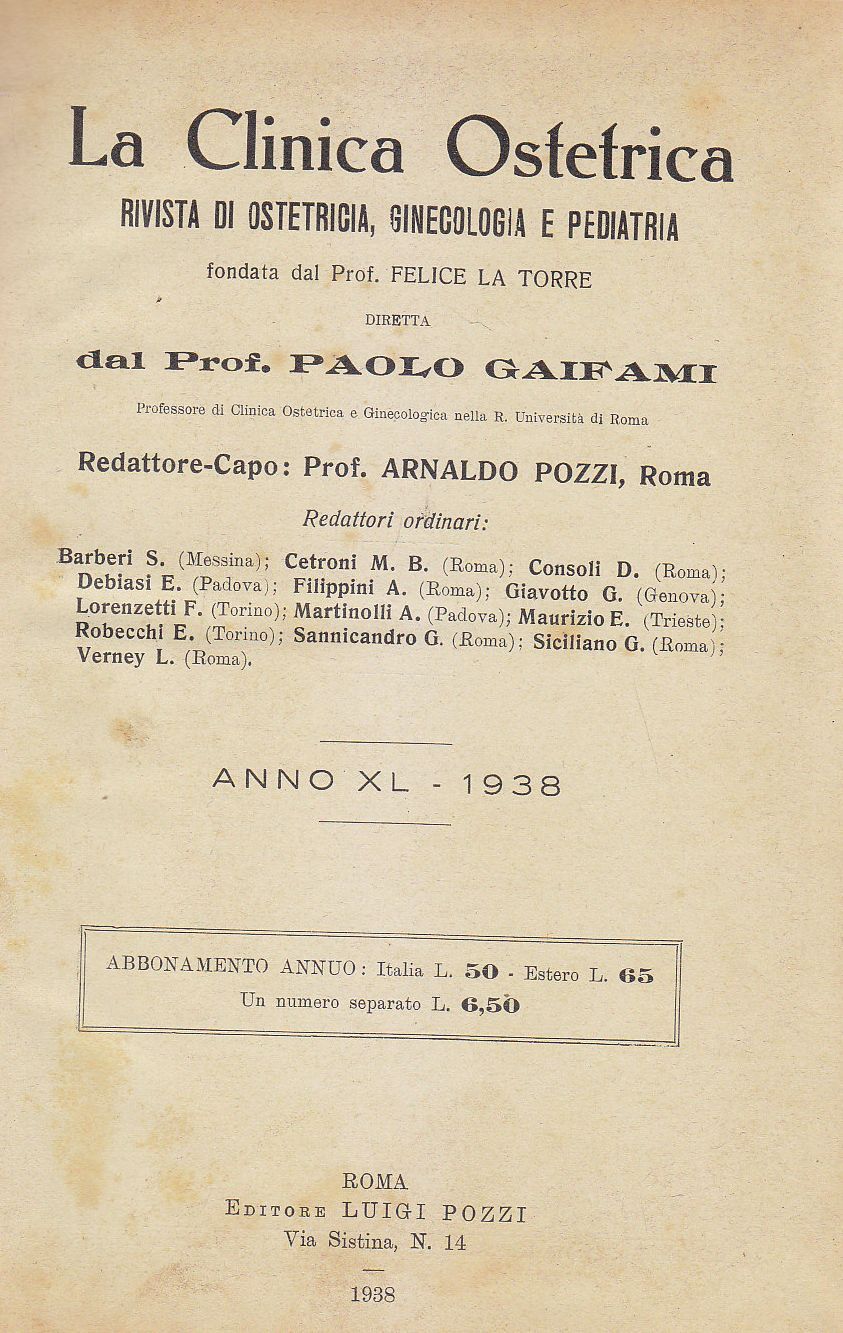 La Clinica Ostetrica
RIVISTA DI OSTETRICIA, GINECOLOGIA E PEDIATRIA
fondata dal Prof. FELICE LA TORRE
DIRETTA
dal Prof. PAOLO GAIFAMI
Professore di Clinica Ostetrica e Ginecologica nella R. Università di Roma
Redattore-Capo: Prof. ARNALDO POZZI, Roma
Redattori ordinari:
Barberi S. (Messina); Cetroni M. B. (Roma); Consoli D. (Roma);
Debiasi E. (Padova); Filippini A. (Roma); Giavotto G. (Genova);
Lorenzetti F. (Torino); Martinolli A. (Padova); Maurizio E. (Trieste);
Robecchi E. (Torino); Sannicandro G. (Roma); Siciliano G. (Roma);
Verney L. (Roma).
ANNO XL - 1938
ABBONAMENTO ANNUO: Italia L. 50 - Estero L. 65
Un numero separato L. 6,50
ROMA
EDITORE LUIGI POZZI
Via Sistina, N. 14
1938